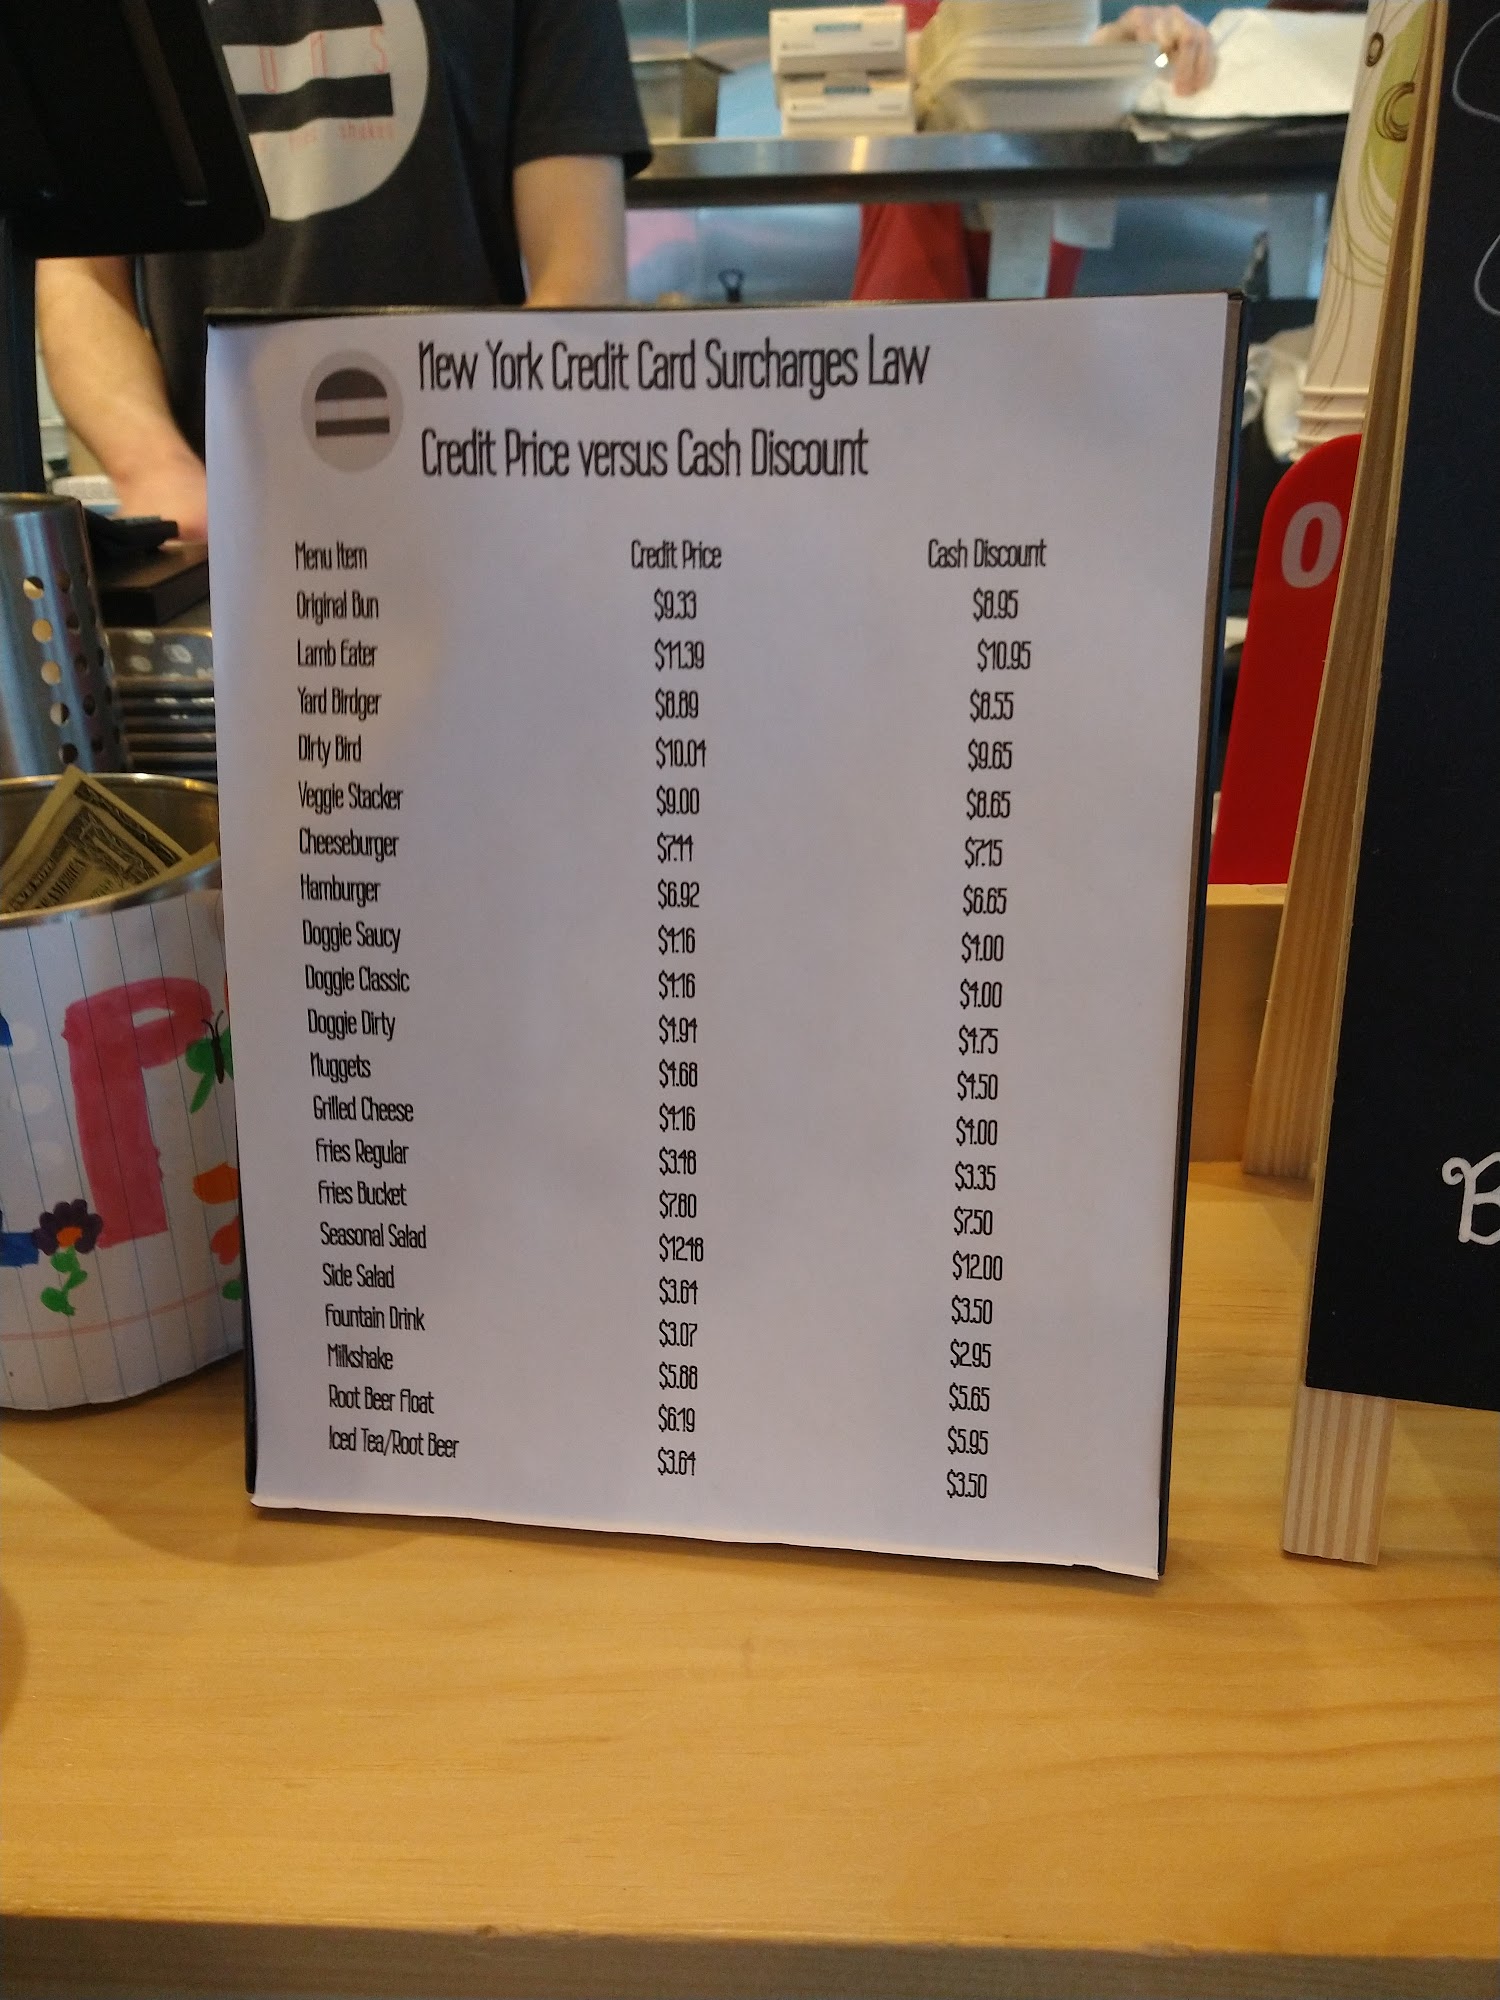 UNS
shakes
New York Credit Card Surcharges Law
Credit Price versus Cash Discount
Menu Item Credit Price Cash Discount
Original Bun $9.33 $8.95
Lamb Eater $11.39 $10.95
Yard Birdger $8.89 $8.55
DIrty Bird $10.04 $9.65
Veggie Stacker $9.00 $8.65
Cheeseburger $7.44 $7.15
Hamburger $6.92 $6.65
Doggie Saucy $4.16 $4.00
Doggie Classic $4.16 $4.00
Doggie Dirty $4.94 $4.75
Nuggets $4.68 $4.50
Grilled Cheese $4.16 $4.00
Fries Regular $3.48 $3.35
Fries Bucket $7.80 $7.50
Seasonal Salad $12.48 $12.00
Side Salad $3.64 $3.50
Fountain Drink $3.07 $2.95
Milkshake $5.88 $5.65
Root Beer Float $6.19 $5.95
Iced Tea/Root Beer $3.64 $3.50
O
P
B